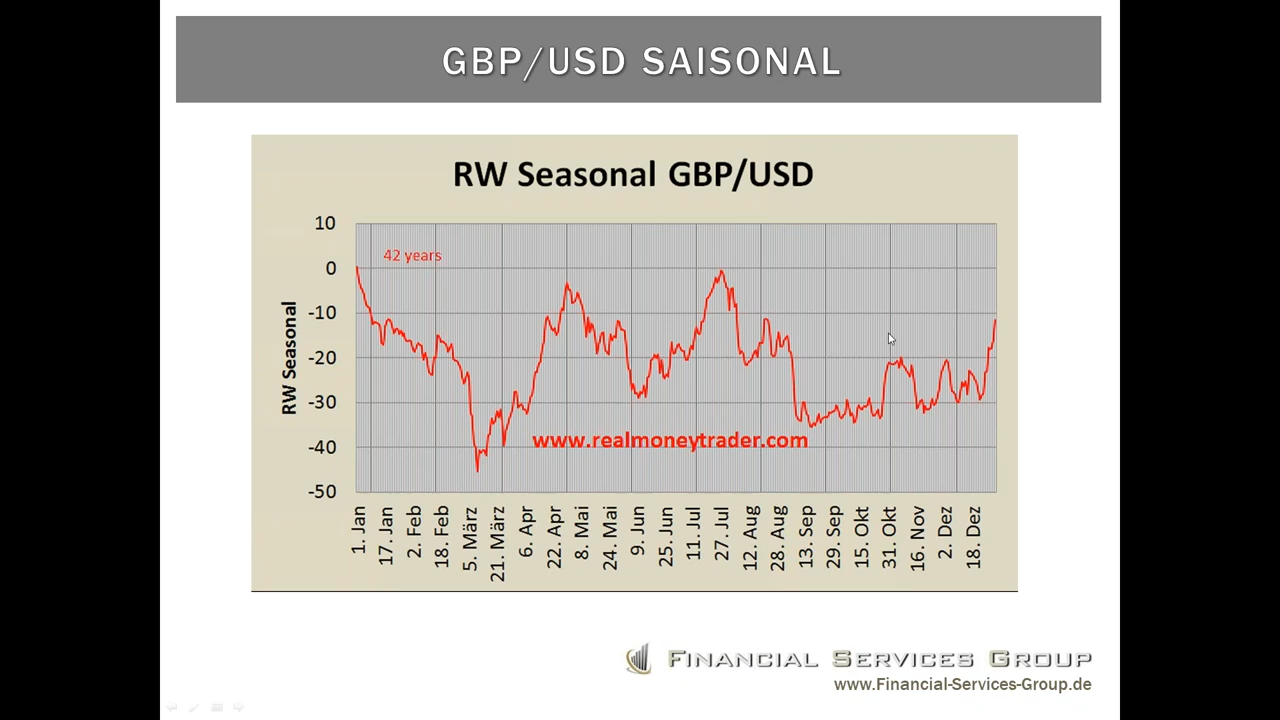 GBP/USD SAISONAL
RW Seasonal GBP/USD
10
0
-10
-20
-30
-40
-50
RW Seasonal
42 years
www.realmoneytrader.com
1. Jan
17. Jan
2. Feb
18. Feb
5. März
21. März
6. Apr
22. Apr
8. Mai
24. Mai
9. Jun
25. Jun
11. Jul
27. Jul
12. Aug
28. Aug
13. Sep
29. Sep
15. Okt
31. Okt
16. Nov
2. Dez
18. Dez
FINANCIAL SERVICES GROUP
www.Financial-Services-Group.de